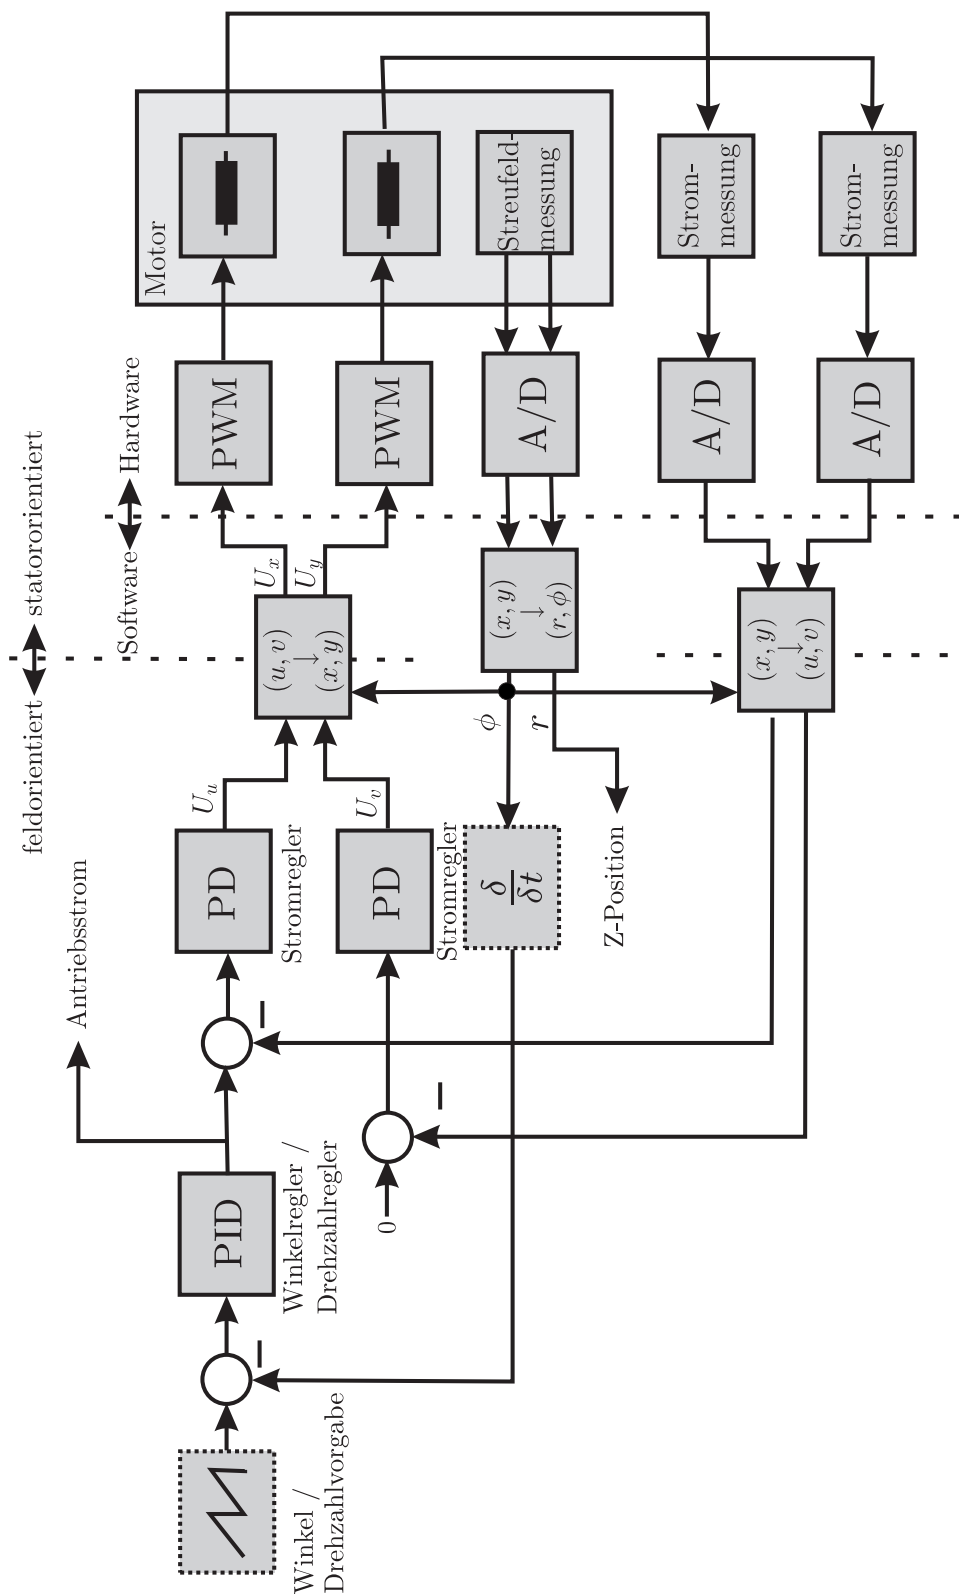 feldorientiert
statorientiert
Software
Hardware
Antriebsstrom
Motor
Winkel /
Drehzahlvorgabe
PID
Winkelregler /
Drehzahlregler
PD
Stromregler
U_u
(u, v)
→
(x, y)
U_x
U_y
PWM
0
PD
Stromregler
U_v
PWM
δ
δt
ϕ
r
(x, y)
→
(r, ϕ)
A/D
Streufeld-
messung
Z-Position
A/D
Strom-
messung
(x, y)
→
(u, v)
A/D
Strom-
messung